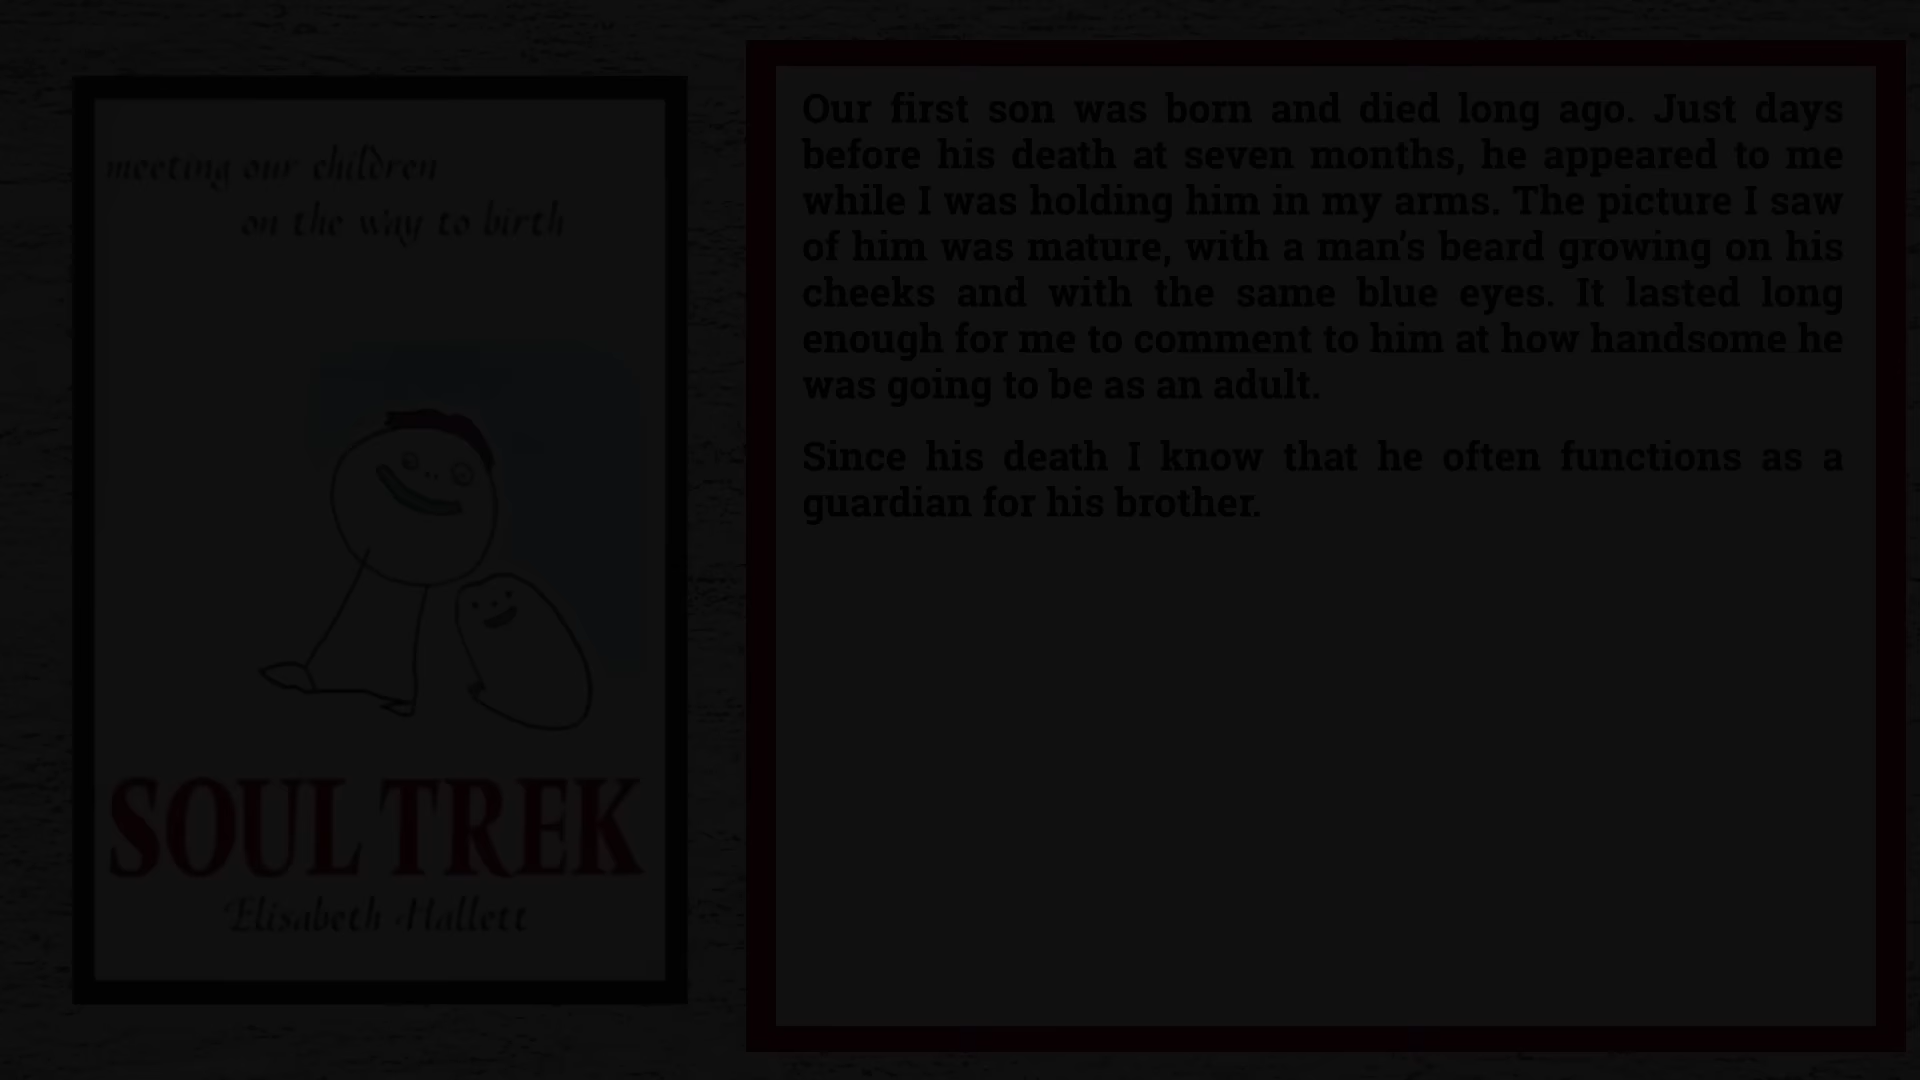 meeting our children
on the way to birth
SOUL TREK
Elisabeth Hallett
Our first son was born and died long ago. Just days
before his death at seven months, he appeared to me
while I was holding him in my arms. The picture I saw
of him was mature, with a man’s beard growing on his
cheeks and with the same blue eyes. It lasted long
enough for me to comment to him at how handsome he
was going to be as an adult.
Since his death I know that he often functions as a
guardian for his brother.